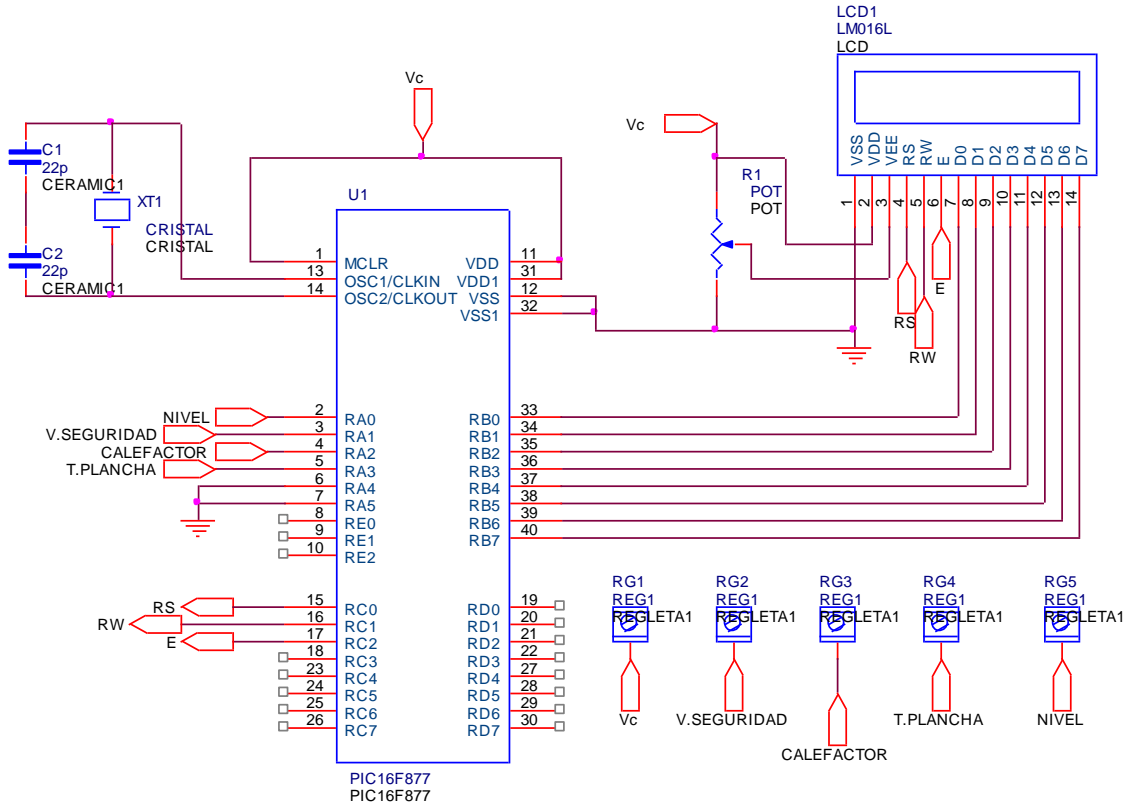 LCD1
LM016L
LCD
VSS
VDD
VEE
RS
RW
E
D0
D1
D2
D3
D4
D5
D6
D7
1
2
3
4
5
6
7
8
9
10
11
12
13
14
E
RS
RW
Vc
Vc
R1
POT
POT
C1
22p
CERAMIC1
XT1
CRISTAL
CRISTAL
C2
22p
CERAMIC1
U1
1 MCLR
13 OSC1/CLKIN
14 OSC2/CLKOUT
VDD 11
VDD1 31
VSS 12
VSS1 32
NIVEL 2 RA0
V.SEGURIDAD 3 RA1
CALEFACTOR 4 RA2
T.PLANCHA 5 RA3
6 RA4
7 RA5
8 RE0
9 RE1
10 RE2
RB0 33
RB1 34
RB2 35
RB3 36
RB4 37
RB5 38
RB6 39
RB7 40
RS 15 RC0
RW 16 RC1
E 17 RC2
18 RC3
23 RC4
24 RC5
25 RC6
26 RC7
RD0 19
RD1 20
RD2 21
RD3 22
RD4 27
RD5 28
RD6 29
RD7 30
PIC16F877
PIC16F877
RG1
REG1
REGLETA1
Vc
RG2
REG1
REGLETA1
V.SEGURIDAD
RG3
REG1
REGLETA1
CALEFACTOR
RG4
REG1
REGLETA1
T.PLANCHA
RG5
REG1
REGLETA1
NIVEL